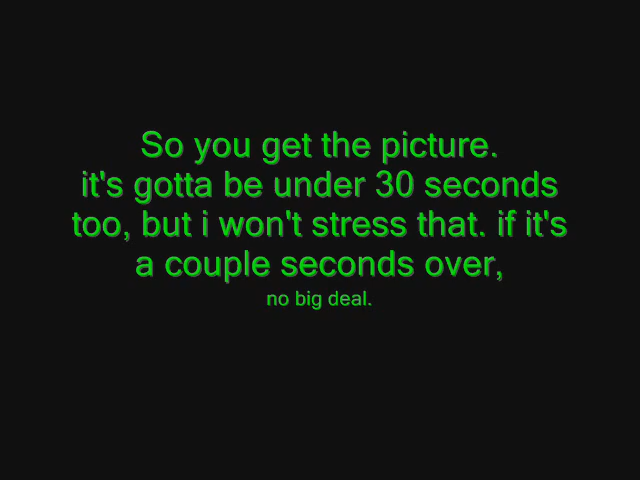 So you get the picture.
it's gotta be under 30 seconds
too, but i won't stress that. if it's
a couple seconds over,
no big deal.